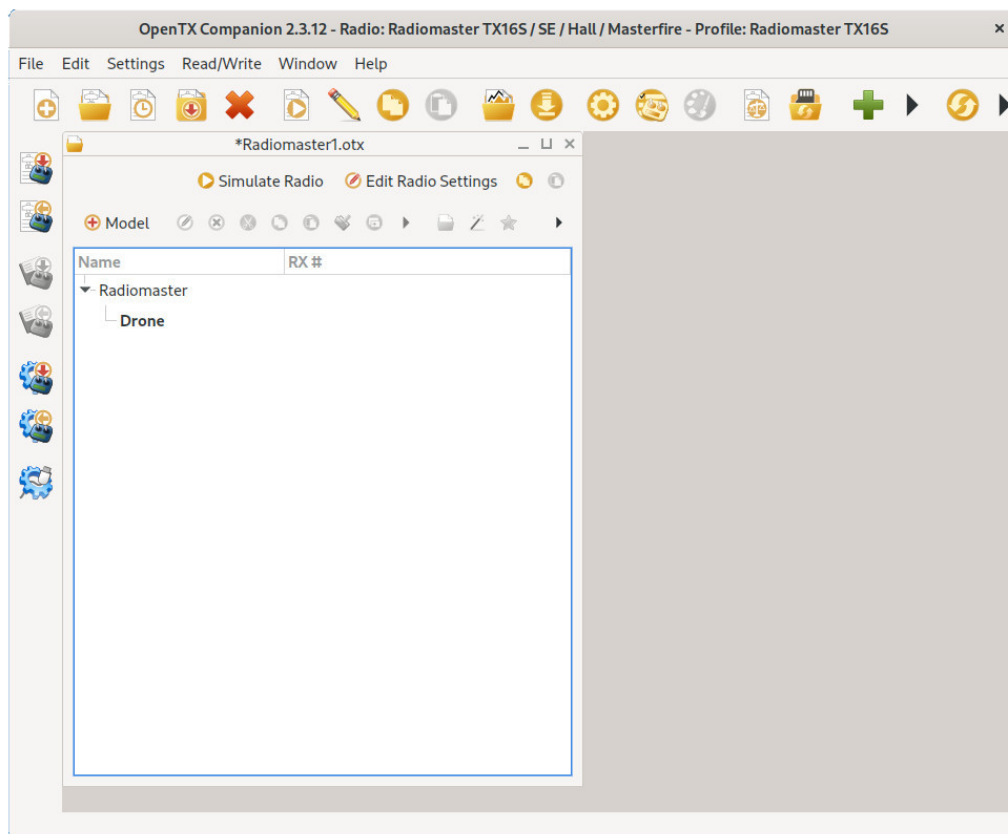 OpenTX Companion 2.3.12 - Radio: Radiomaster TX16S / SE / Hall / Masterfire - Profile: Radiomaster TX16S
File Edit Settings Read/Write Window Help
*Radiomaster1.otx
Simulate Radio Edit Radio Settings
Model
Name RX #
Radiomaster
Drone